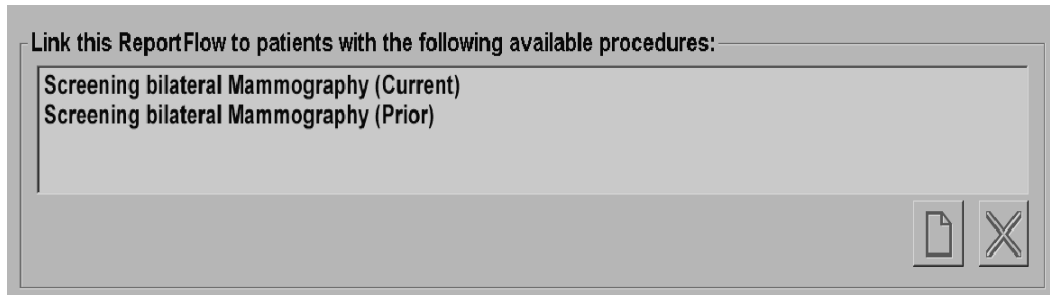 Link this ReportFlow to patients with the following available procedures:
Screening bilateral Mammography (Current)
Screening bilateral Mammography (Prior)